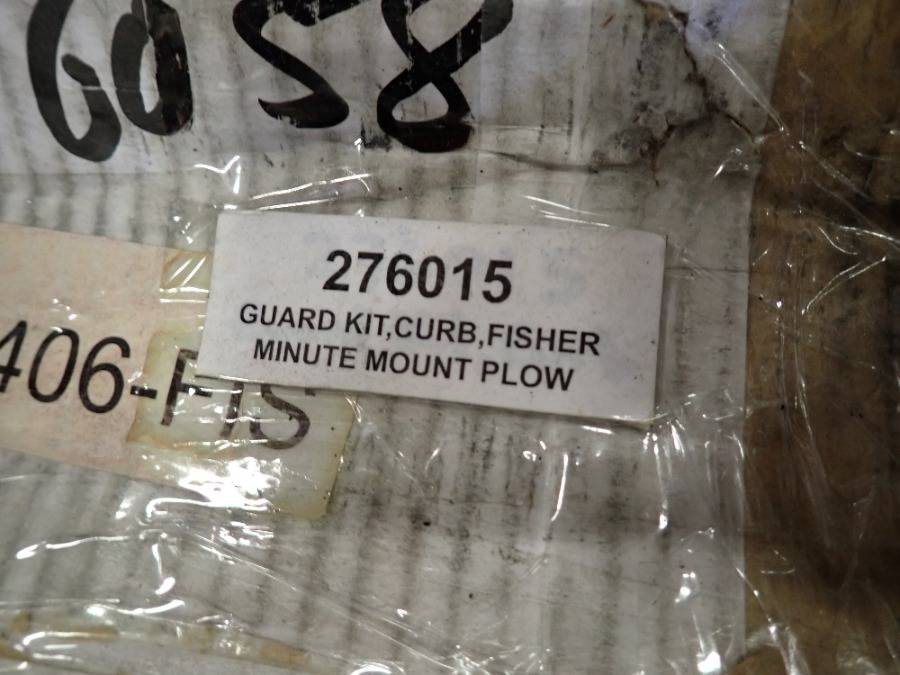 6058
276015
GUARD KIT,CURB,FISHER
MINUTE MOUNT PLOW
406-FIS